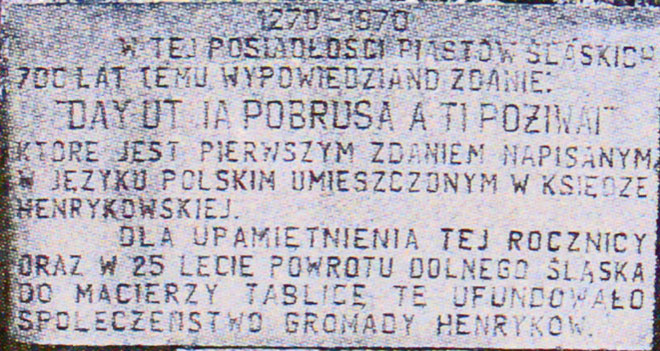 1270-1970
W TEJ POSIADŁOŚCI PIASTÓW ŚLĄSKICH
700 LAT TEMU WYPOWIEDZIANO ZDANIE:
"DAY UT IA POBRUSA A TI POZIWAI"
KTÓRE JEST PIERWSZYM ZDANIEM NAPISANYM
W JĘZYKU POLSKIM UMIESZCZONYM W KSIĘDZE
HENRYKOWSKIEJ.
DLA UPAMIĘTNIENIA TEJ ROCZNICY
ORAZ W 25 LECIE POWROTU DOLNEGO ŚLĄSKA
DO MACIERZY TABLICĘ TĘ UFUNDOWAŁO
SPOŁECZEŃSTWO GROMADY HENRYKÓW.